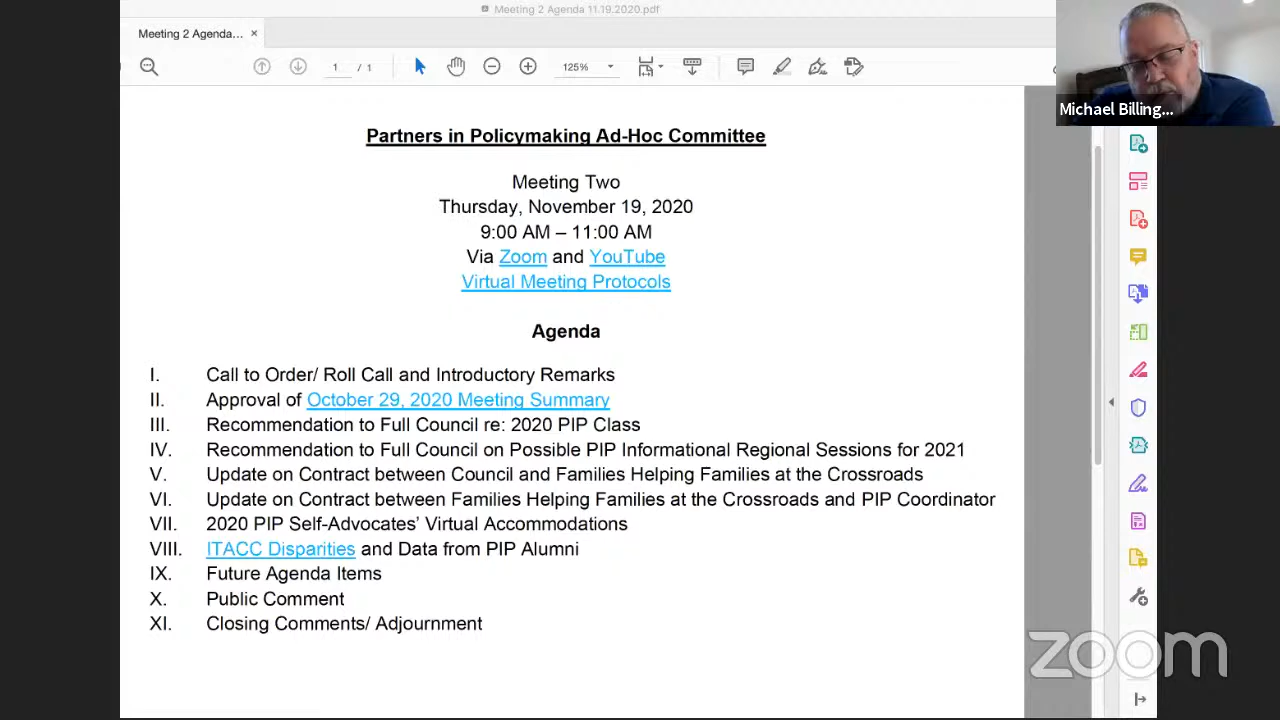 Meeting 2 Agenda 11.19.2020.pdf
Meeting 2 Agenda... ×
1 / 1
125%
Michael Billing...
Partners in Policymaking Ad-Hoc Committee
Meeting Two
Thursday, November 19, 2020
9:00 AM – 11:00 AM
Via Zoom and YouTube
Virtual Meeting Protocols
Agenda
I. Call to Order/ Roll Call and Introductory Remarks
II. Approval of October 29, 2020 Meeting Summary
III. Recommendation to Full Council re: 2020 PIP Class
IV. Recommendation to Full Council on Possible PIP Informational Regional Sessions for 2021
V. Update on Contract between Council and Families Helping Families at the Crossroads
VI. Update on Contract between Families Helping Families at the Crossroads and PIP Coordinator
VII. 2020 PIP Self-Advocates’ Virtual Accommodations
VIII. ITACC Disparities and Data from PIP Alumni
IX. Future Agenda Items
X. Public Comment
XI. Closing Comments/ Adjournment
zoom